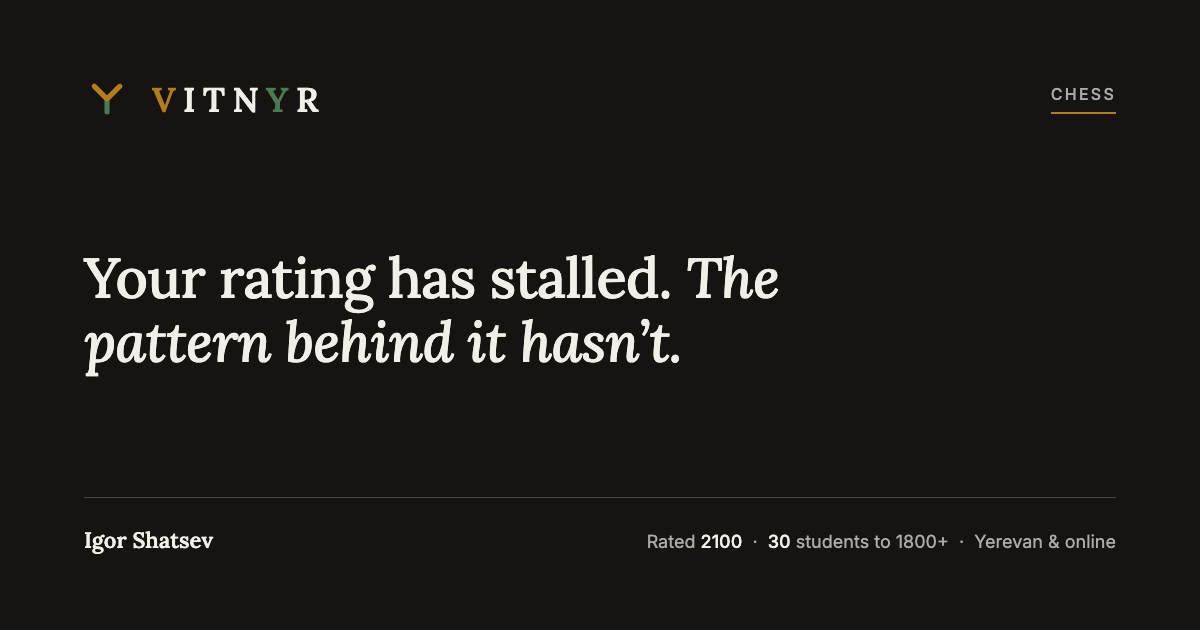 VITNYR
CHESS
Your rating has stalled. The
pattern behind it hasn’t.
Igor Shatsev
Rated 2100 · 30 students to 1800+ · Yerevan & online